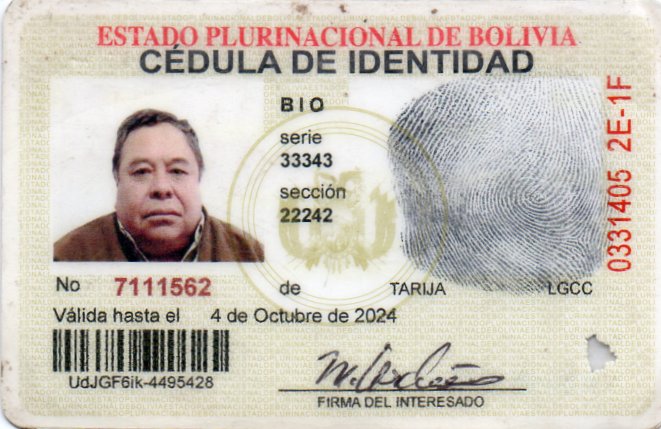 ESTADO PLURINACIONAL DE BOLIVIA
CÉDULA DE IDENTIDAD
BIO
serie
33343
sección
22242
0331405 2E-1F
No 7111562 de TARIJA LGCC
Válida hasta el 4 de Octubre de 2024
UdJGF6ik-4495428
FIRMA DEL INTERESADO